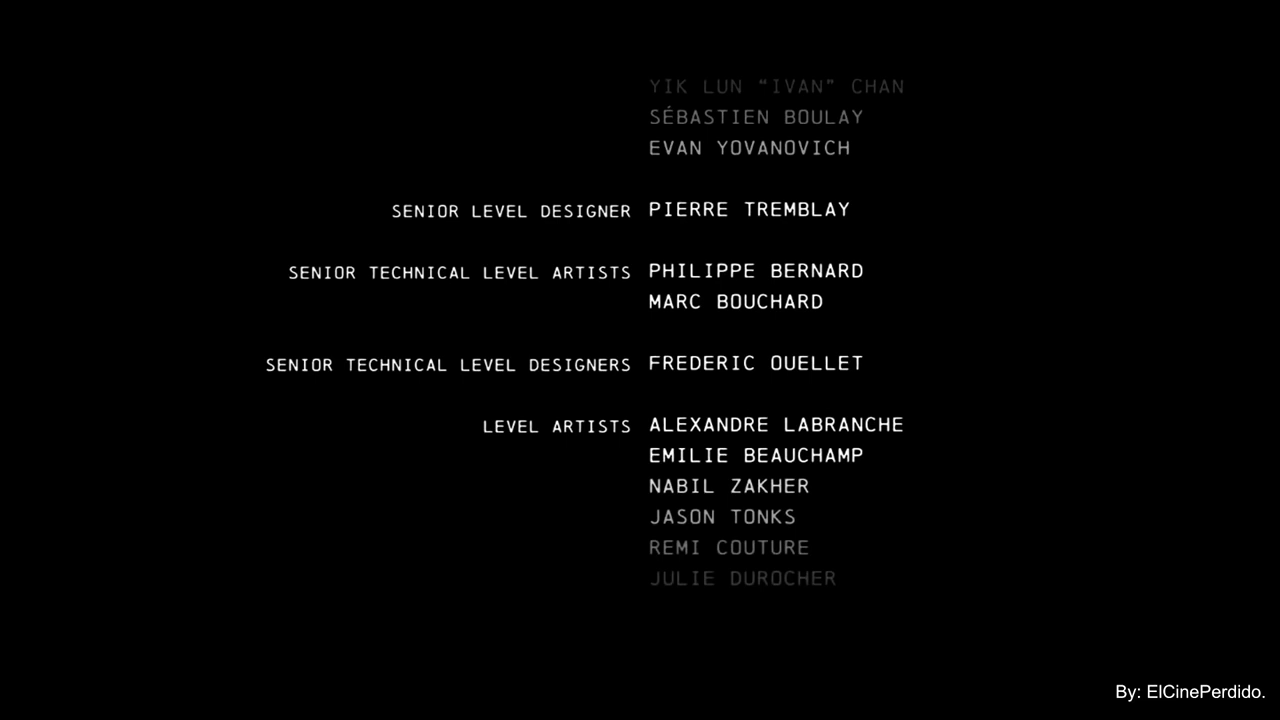 YIK LUN “IVAN” CHAN
SÉBASTIEN BOULAY
EVAN YOVANOVICH
SENIOR LEVEL DESIGNER PIERRE TREMBLAY
SENIOR TECHNICAL LEVEL ARTISTS PHILIPPE BERNARD
MARC BOUCHARD
SENIOR TECHNICAL LEVEL DESIGNERS FREDERIC OUELLET
LEVEL ARTISTS ALEXANDRE LABRANCHE
EMILIE BEAUCHAMP
NABIL ZAKHER
JASON TONKS
REMI COUTURE
JULIE DUROCHER
By: ElCinePerdido.